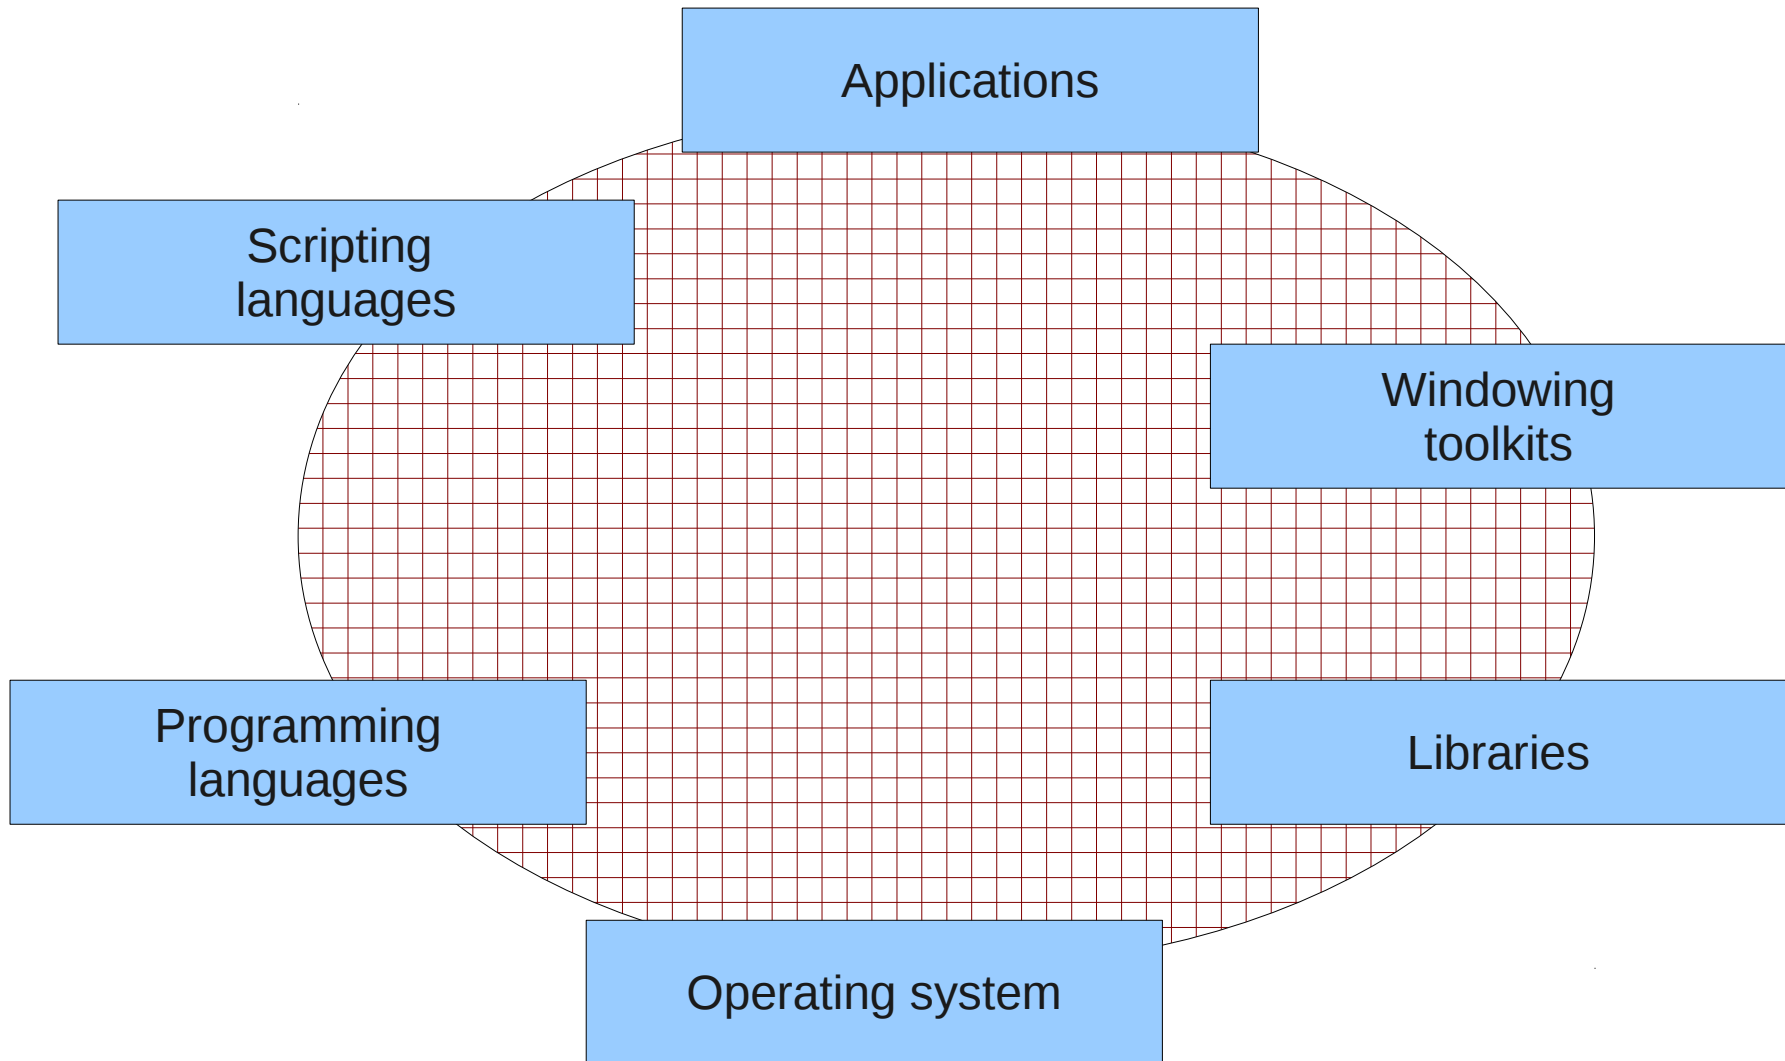 Applications
Scripting
languages
Windowing
toolkits
Programming
languages
Libraries
Operating system